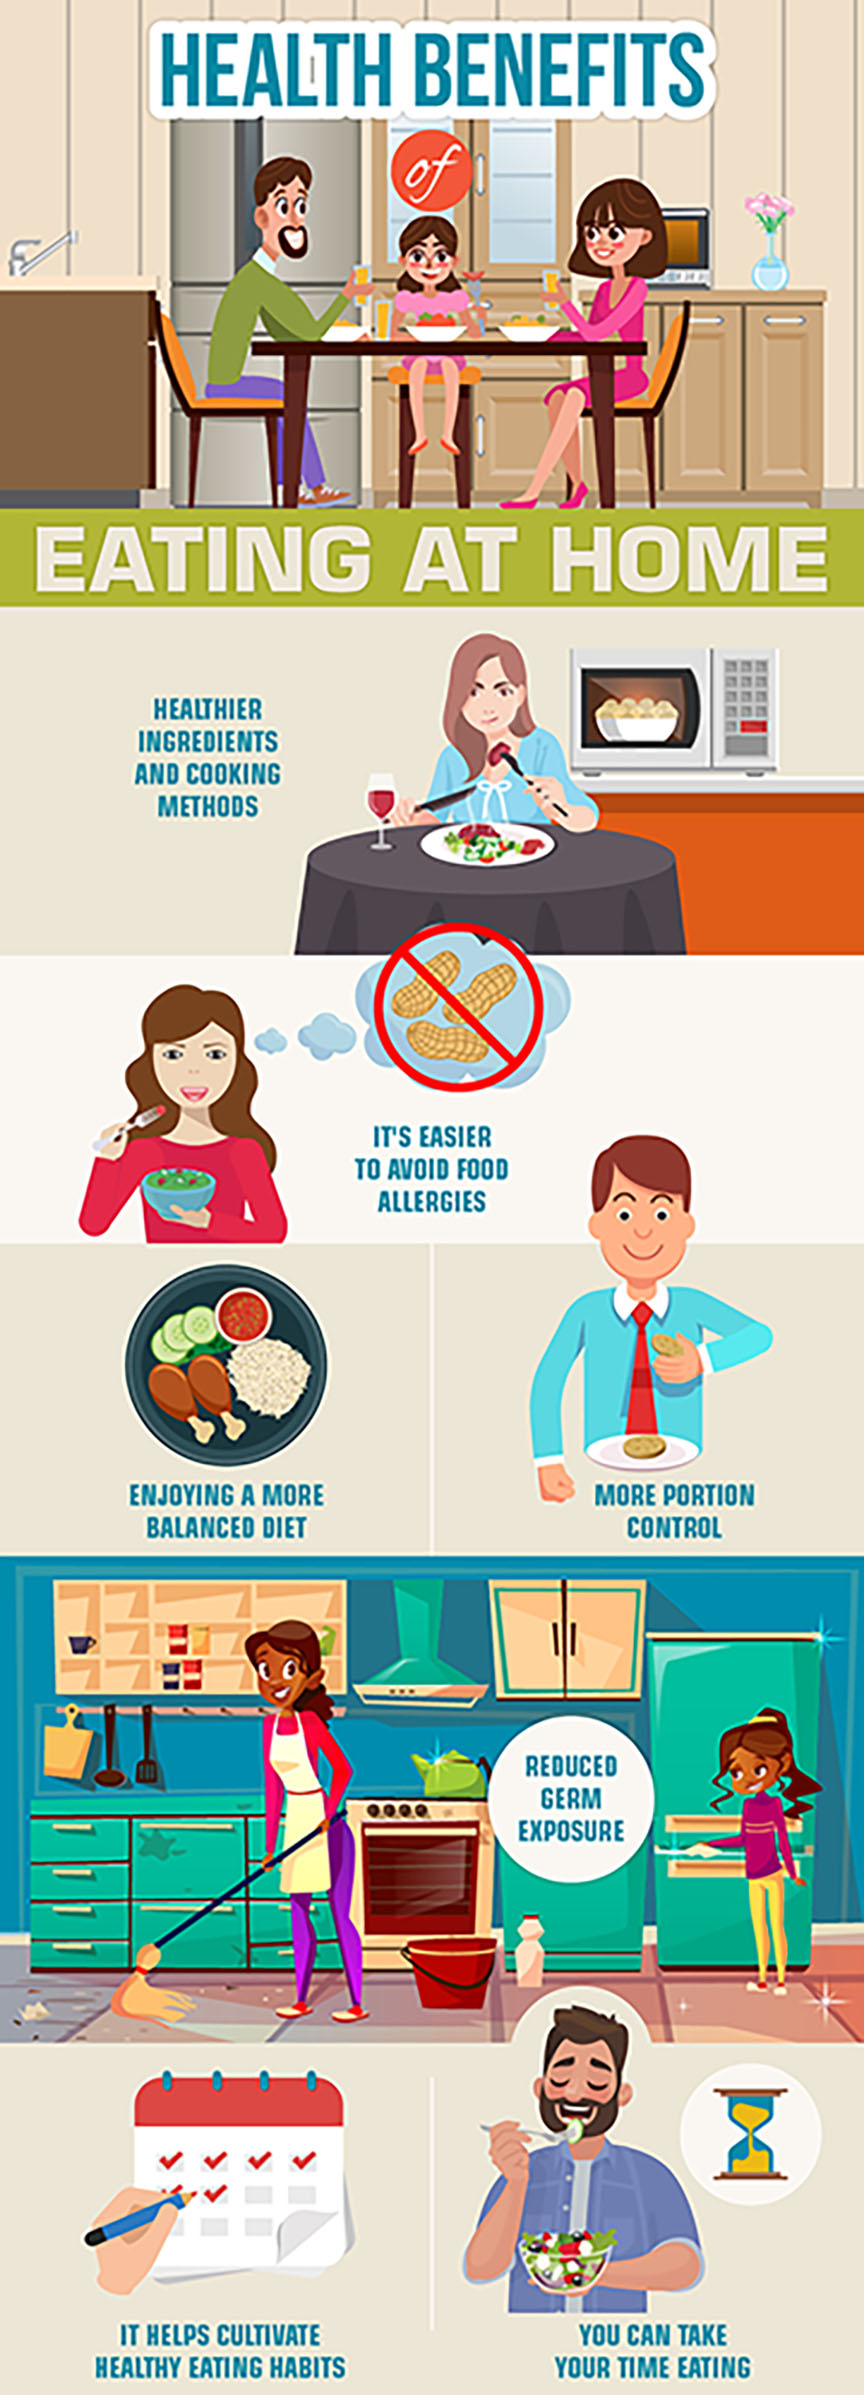 HEALTH BENEFITS
of
EATING AT HOME
HEALTHIER
INGREDIENTS
AND COOKING
METHODS
IT'S EASIER
TO AVOID FOOD
ALLERGIES
ENJOYING A MORE
BALANCED DIET
MORE PORTION
CONTROL
REDUCED
GERM
EXPOSURE
IT HELPS CULTIVATE
HEALTHY EATING HABITS
YOU CAN TAKE
YOUR TIME EATING